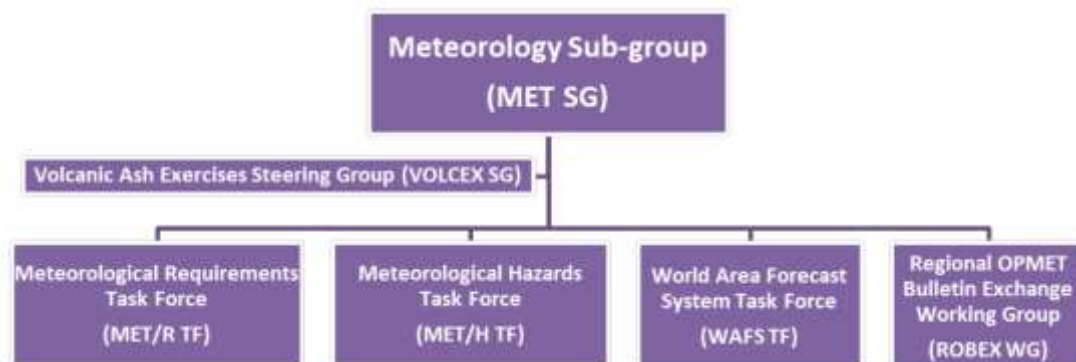 Meteorology Sub-group
(MET SG)
Volcanic Ash Exercises Steering Group (VOLCEX SG)
Meteorological Requirements
Task Force
(MET/R TF)
Meteorological Hazards
Task Force
(MET/H TF)
World Area Forecast
System Task Force
(WAFS TF)
Regional OPMET
Bulletin Exchange
Working Group
(ROBEX WG)